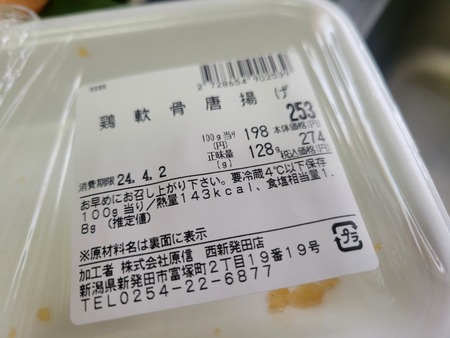 2 728654 902539
鶏軟骨唐揚げ
100g当り(円) 198 本体価格(円) 253
正味量(g) 128g 税込価格(円) 274
消費期限 24.4.2
お早めにお召し上がり下さい。要冷蔵4℃以下保存
100g当り/熱量143kcal、食塩相当量1.
8g(推定値)
※原材料名は裏面に表示
加工者 株式会社原信 西新発田店
新潟県新発田市富塚町2丁目19番19号
TEL0254-22-6877
プラ